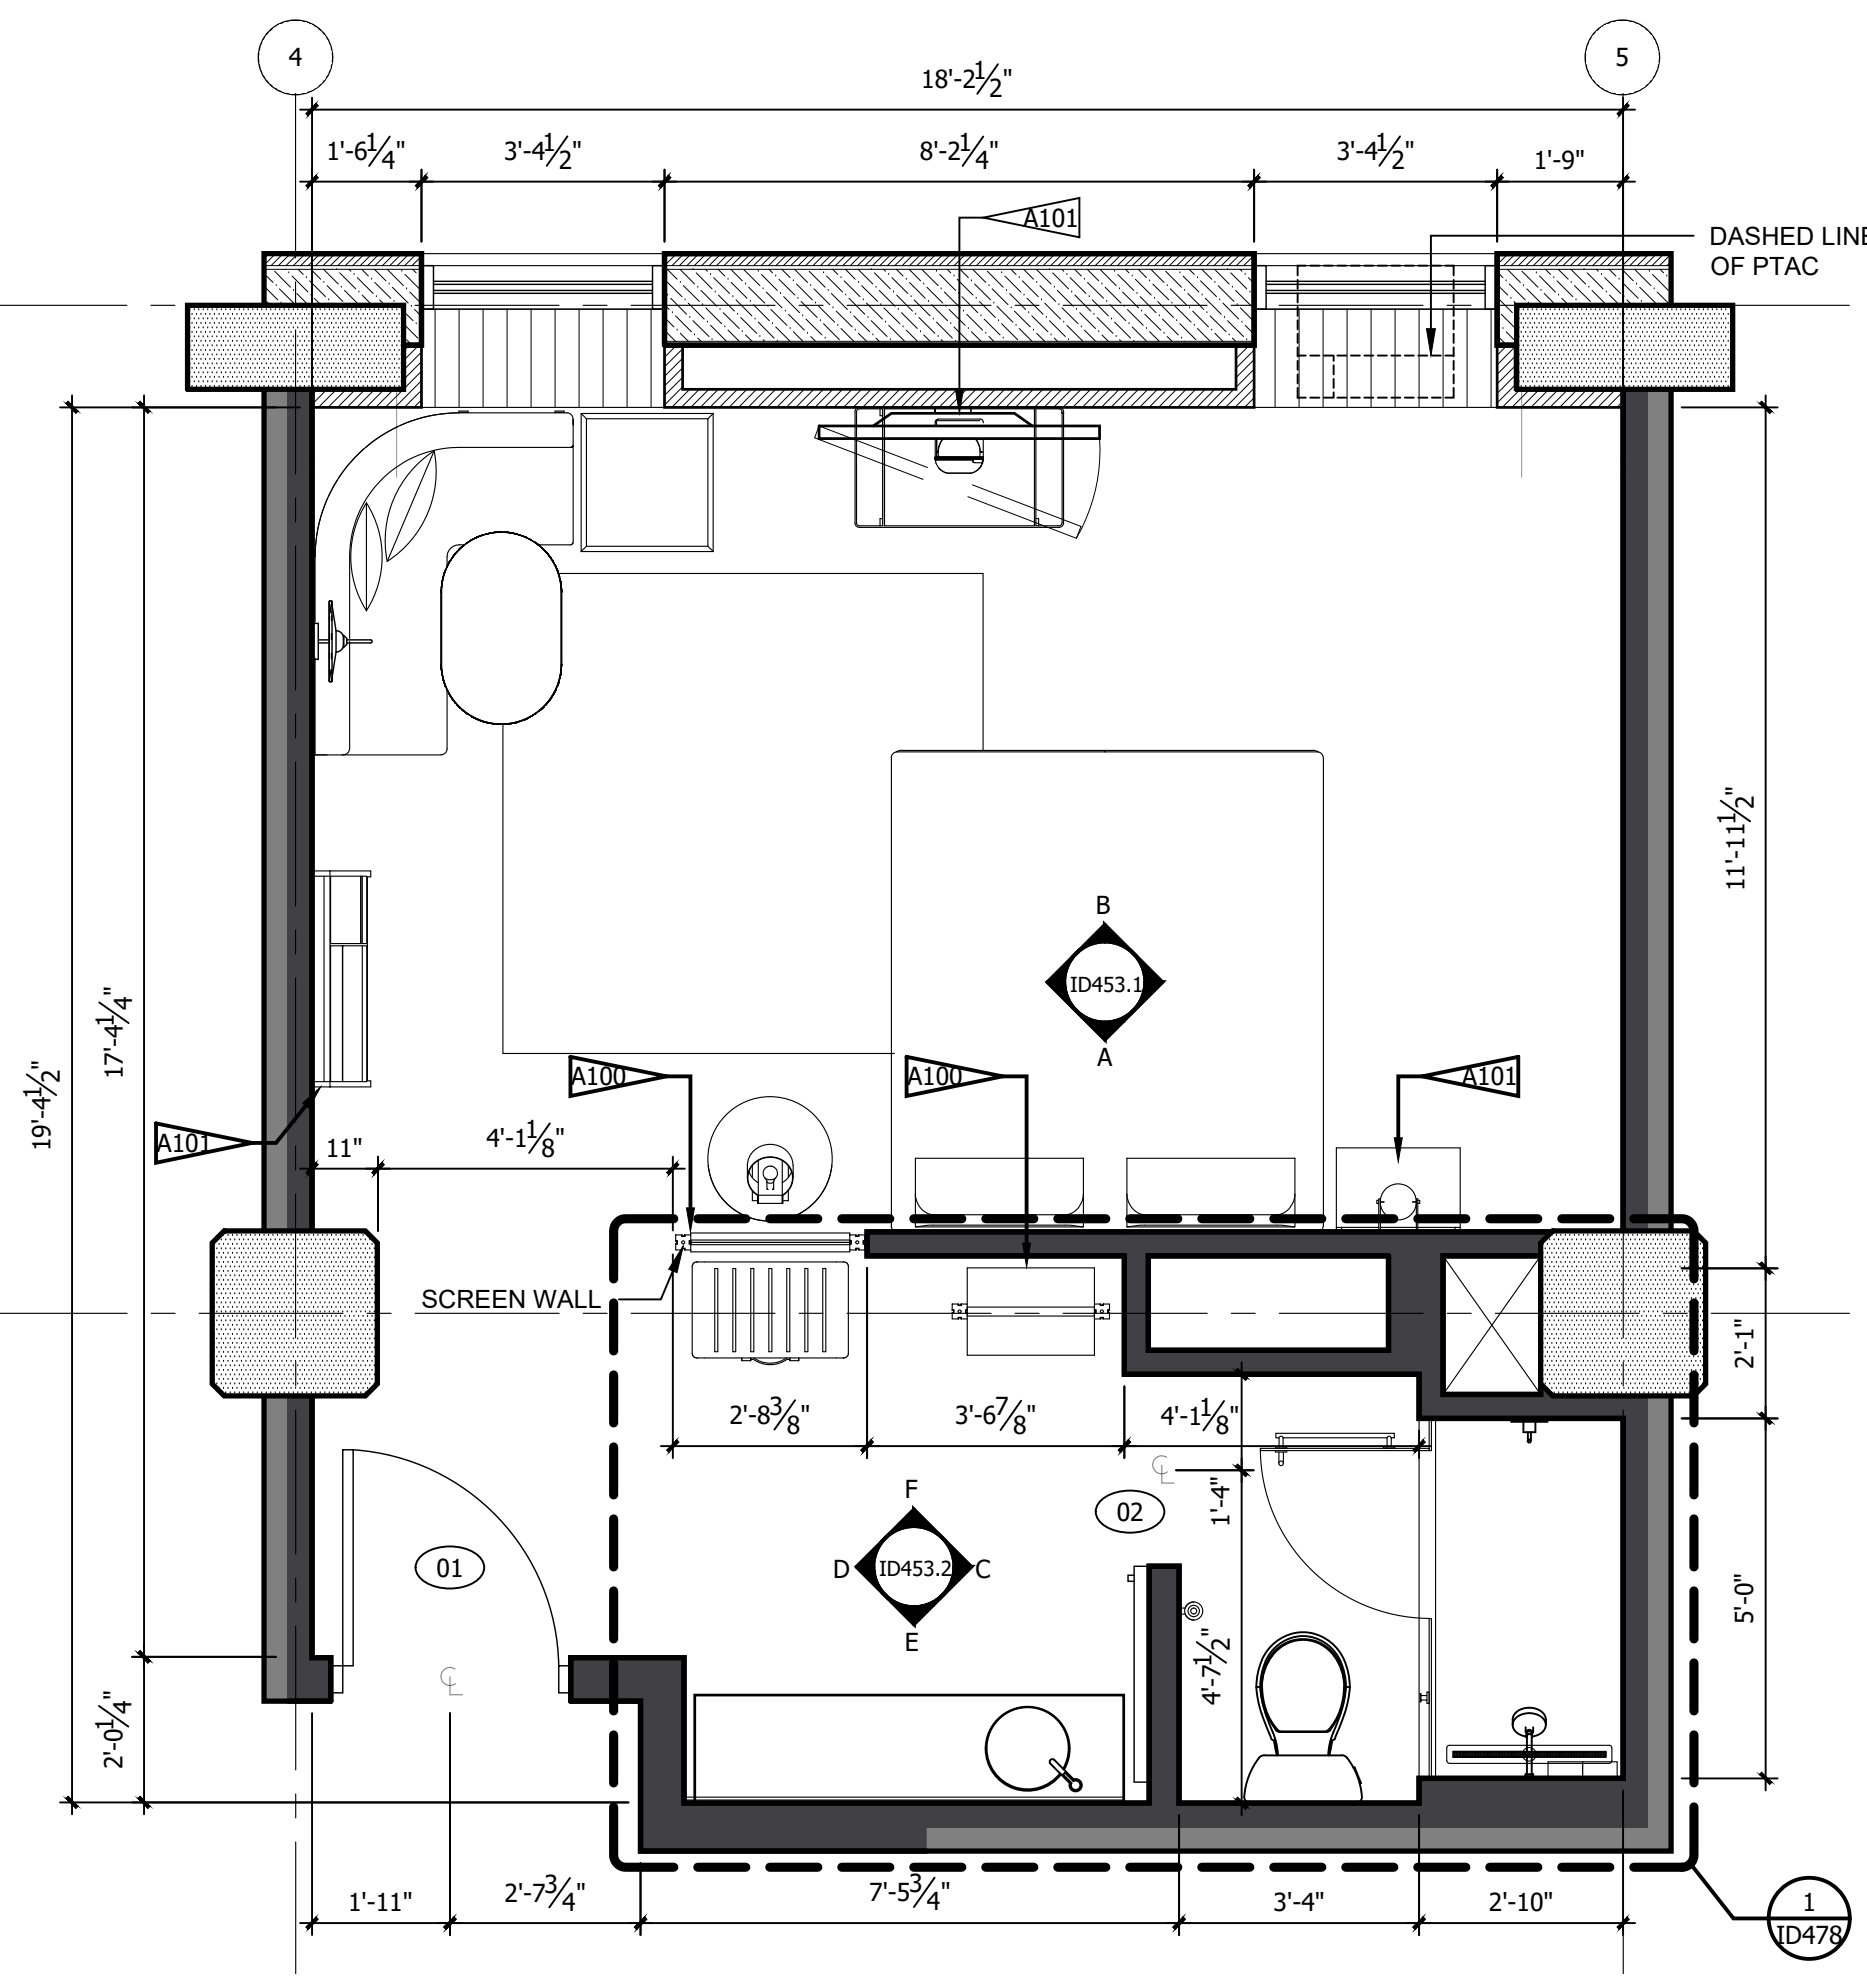 4
5
18'-2½"
1'-6¼"
3'-4½"
8'-2¼"
3'-4½"
1'-9"
A101
DASHED LINE
OF PTAC
11'-11½"
B
ID453.1
A
19'-4½"
17'-4¼"
A100
A100
A101
A101
11"
4'-1⅛"
SCREEN WALL
2'-1"
2'-8⅜"
3'-6⅞"
4'-1⅛"
℄
1'-4"
F
02
01
D
ID453.2
C
E
5'-0"
4'-7½"
℄
2'-0¼"
1'-11"
2'-7¾"
7'-5¾"
3'-4"
2'-10"
1
ID478